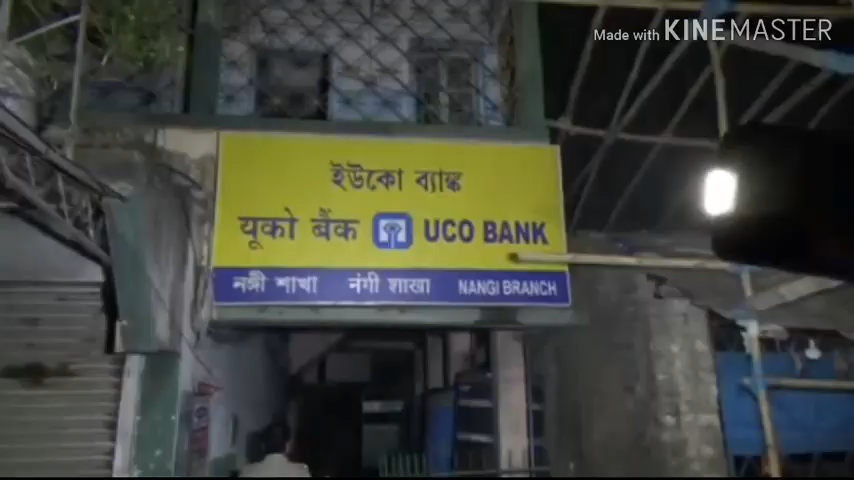 Made with KINEMASTER
ইউকো ব্যাঙ্ক
यूको बैंक UCO BANK
নঙ্গী শাখা नंगी शाखा NANGI BRANCH